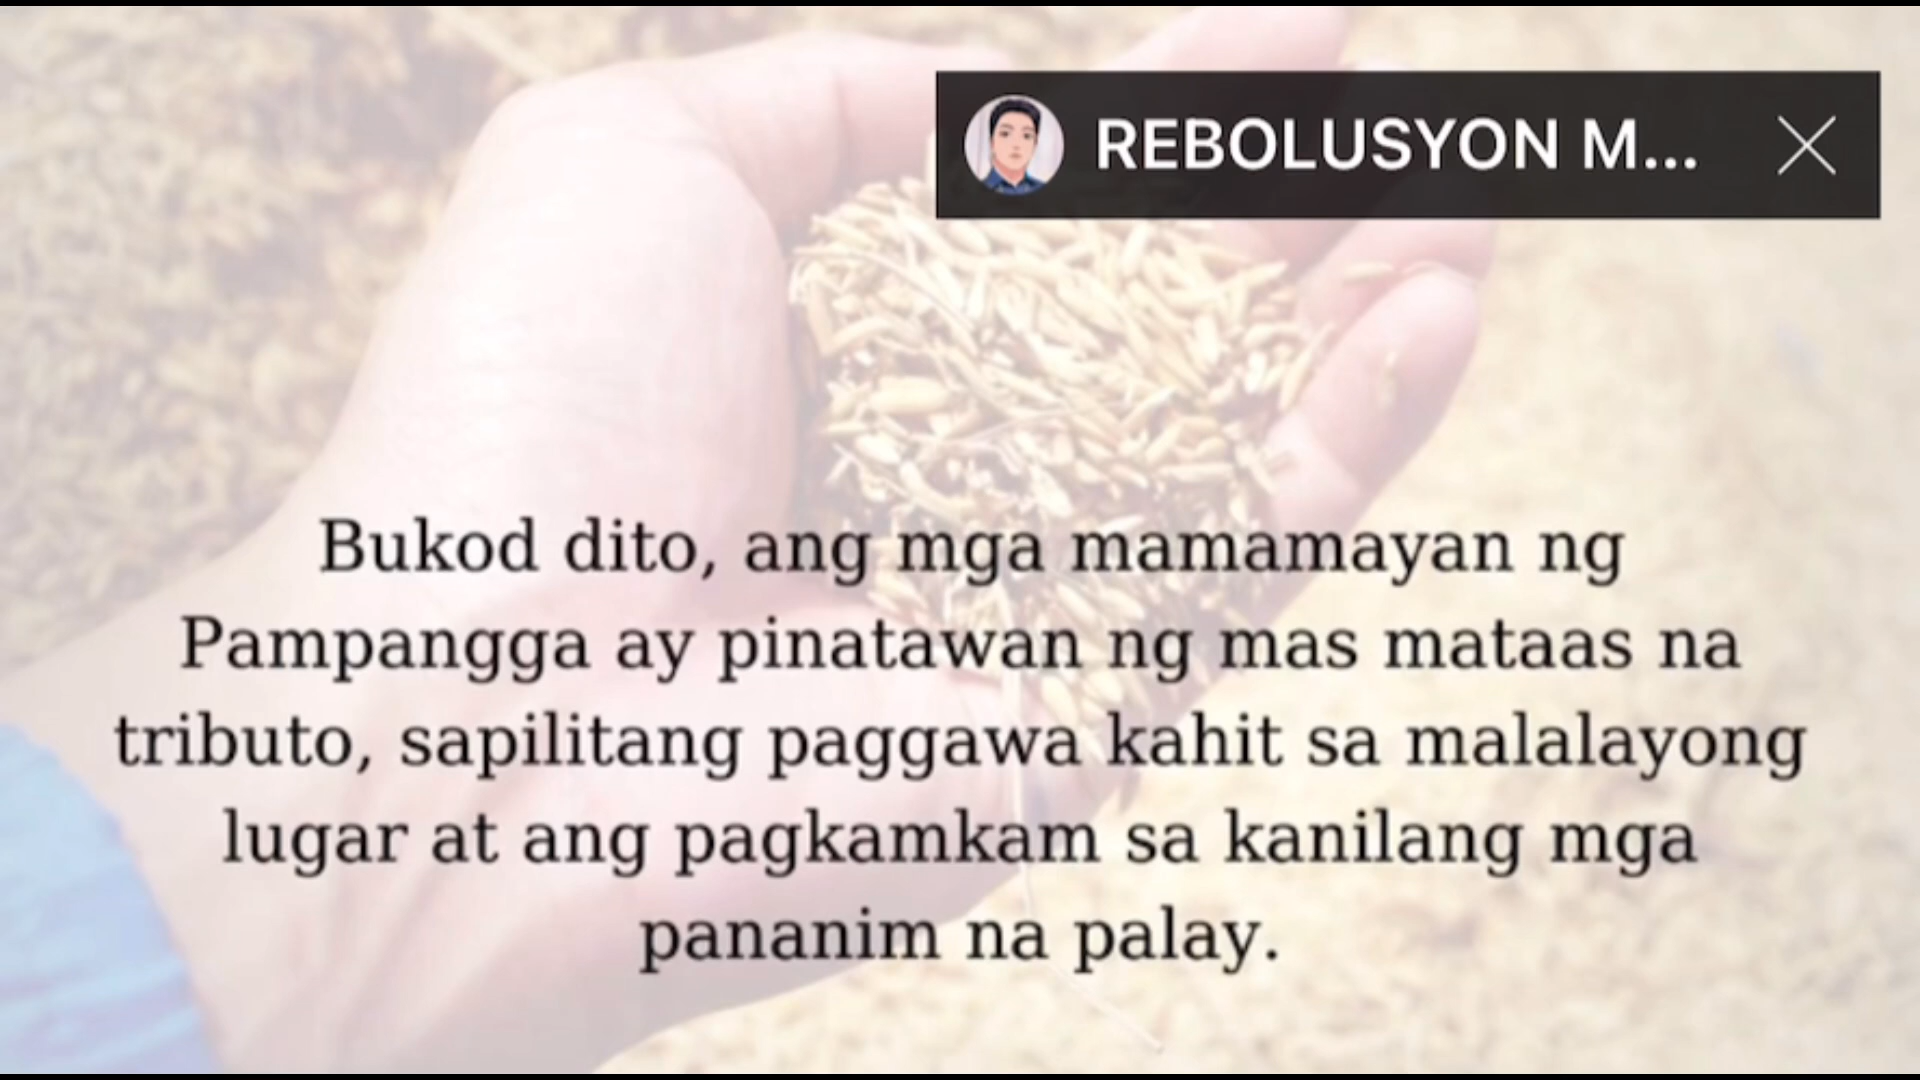 REBOLUSYON M...
Bukod dito, ang mga mamamayan ng
Pampangga ay pinatawan ng mas mataas na
tributo, sapilitang paggawa kahit sa malalayong
lugar at ang pagkamkam sa kanilang mga
pananim na palay.